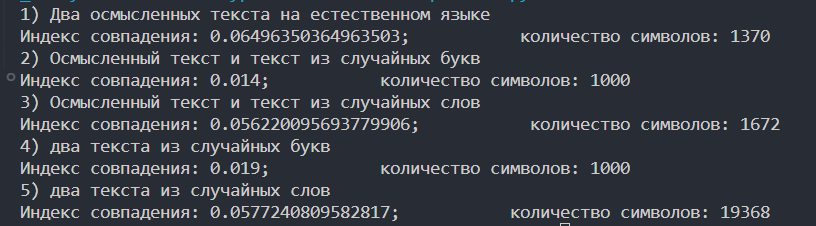 1) Два осмысленных текста на естественном языке
Индекс совпадения: 0.06496350364963503; количество символов: 1370
2) Осмысленный текст и текст из случайных букв
Индекс совпадения: 0.014; количество символов: 1000
3) Осмысленный текст и текст из случайных слов
Индекс совпадения: 0.056220095693779906; количество символов: 1672
4) два текста из случайных букв
Индекс совпадения: 0.019; количество символов: 1000
5) два текста из случайных слов
Индекс совпадения: 0.0577240809582817; количество символов: 19368